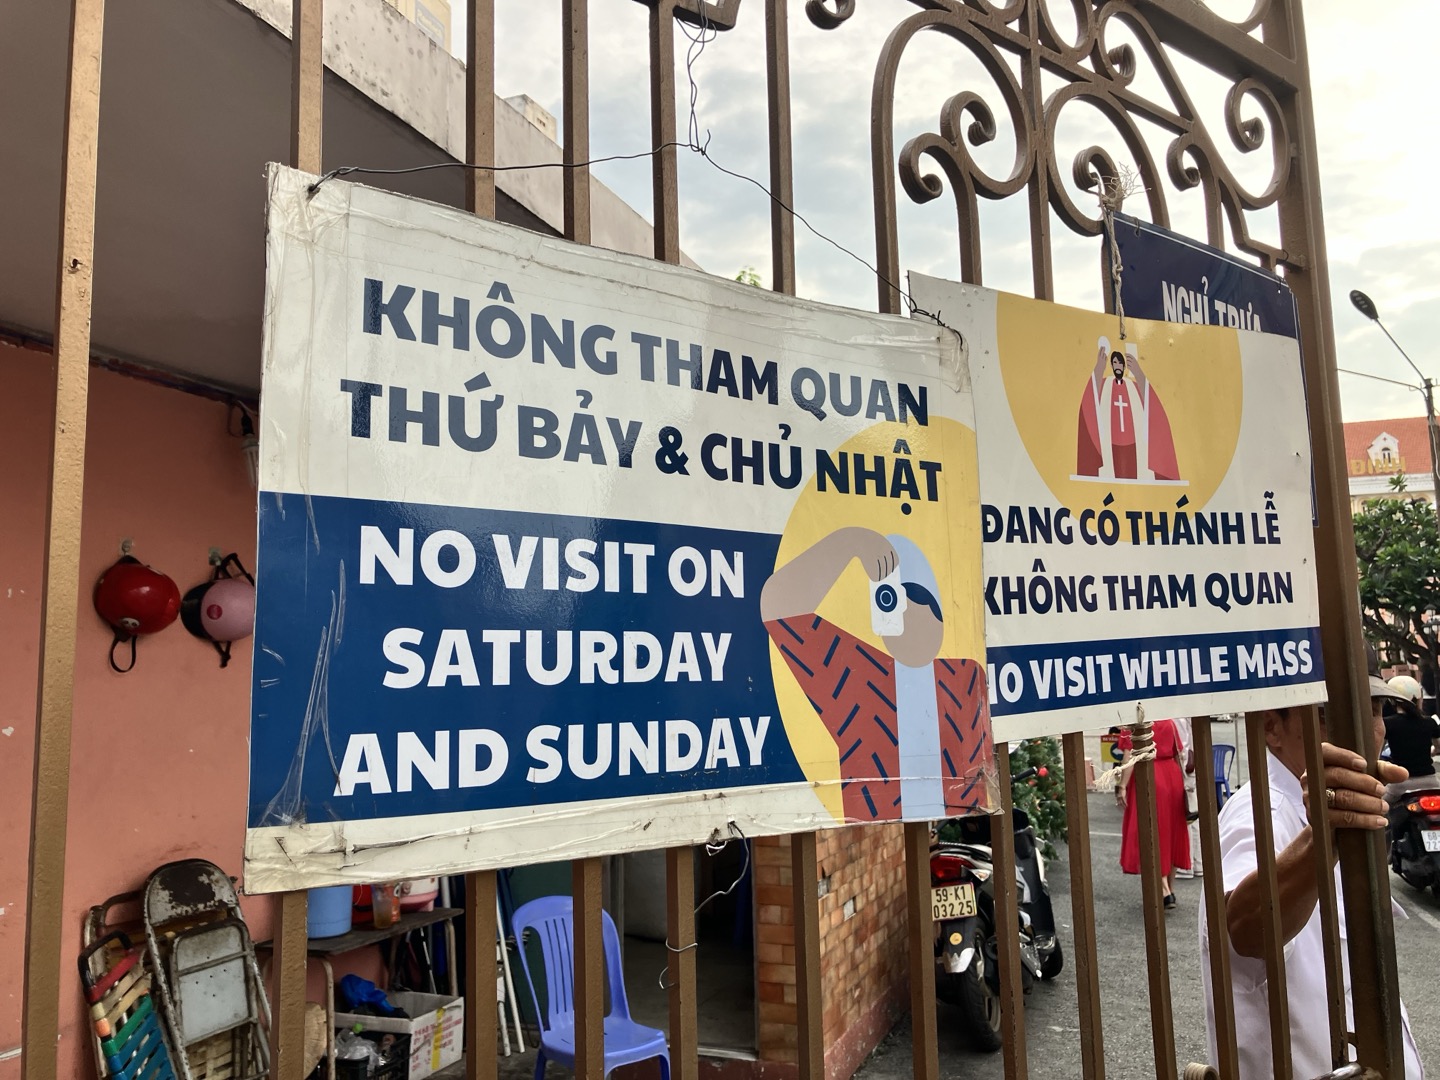 KHÔNG THAM QUAN
THỨ BẢY & CHỦ NHẬT
NO VISIT ON
SATURDAY
AND SUNDAY
NGHỈ TRƯA
ĐANG CÓ THÁNH LỄ
KHÔNG THAM QUAN
NO VISIT WHILE MASS
59-K1
032.25